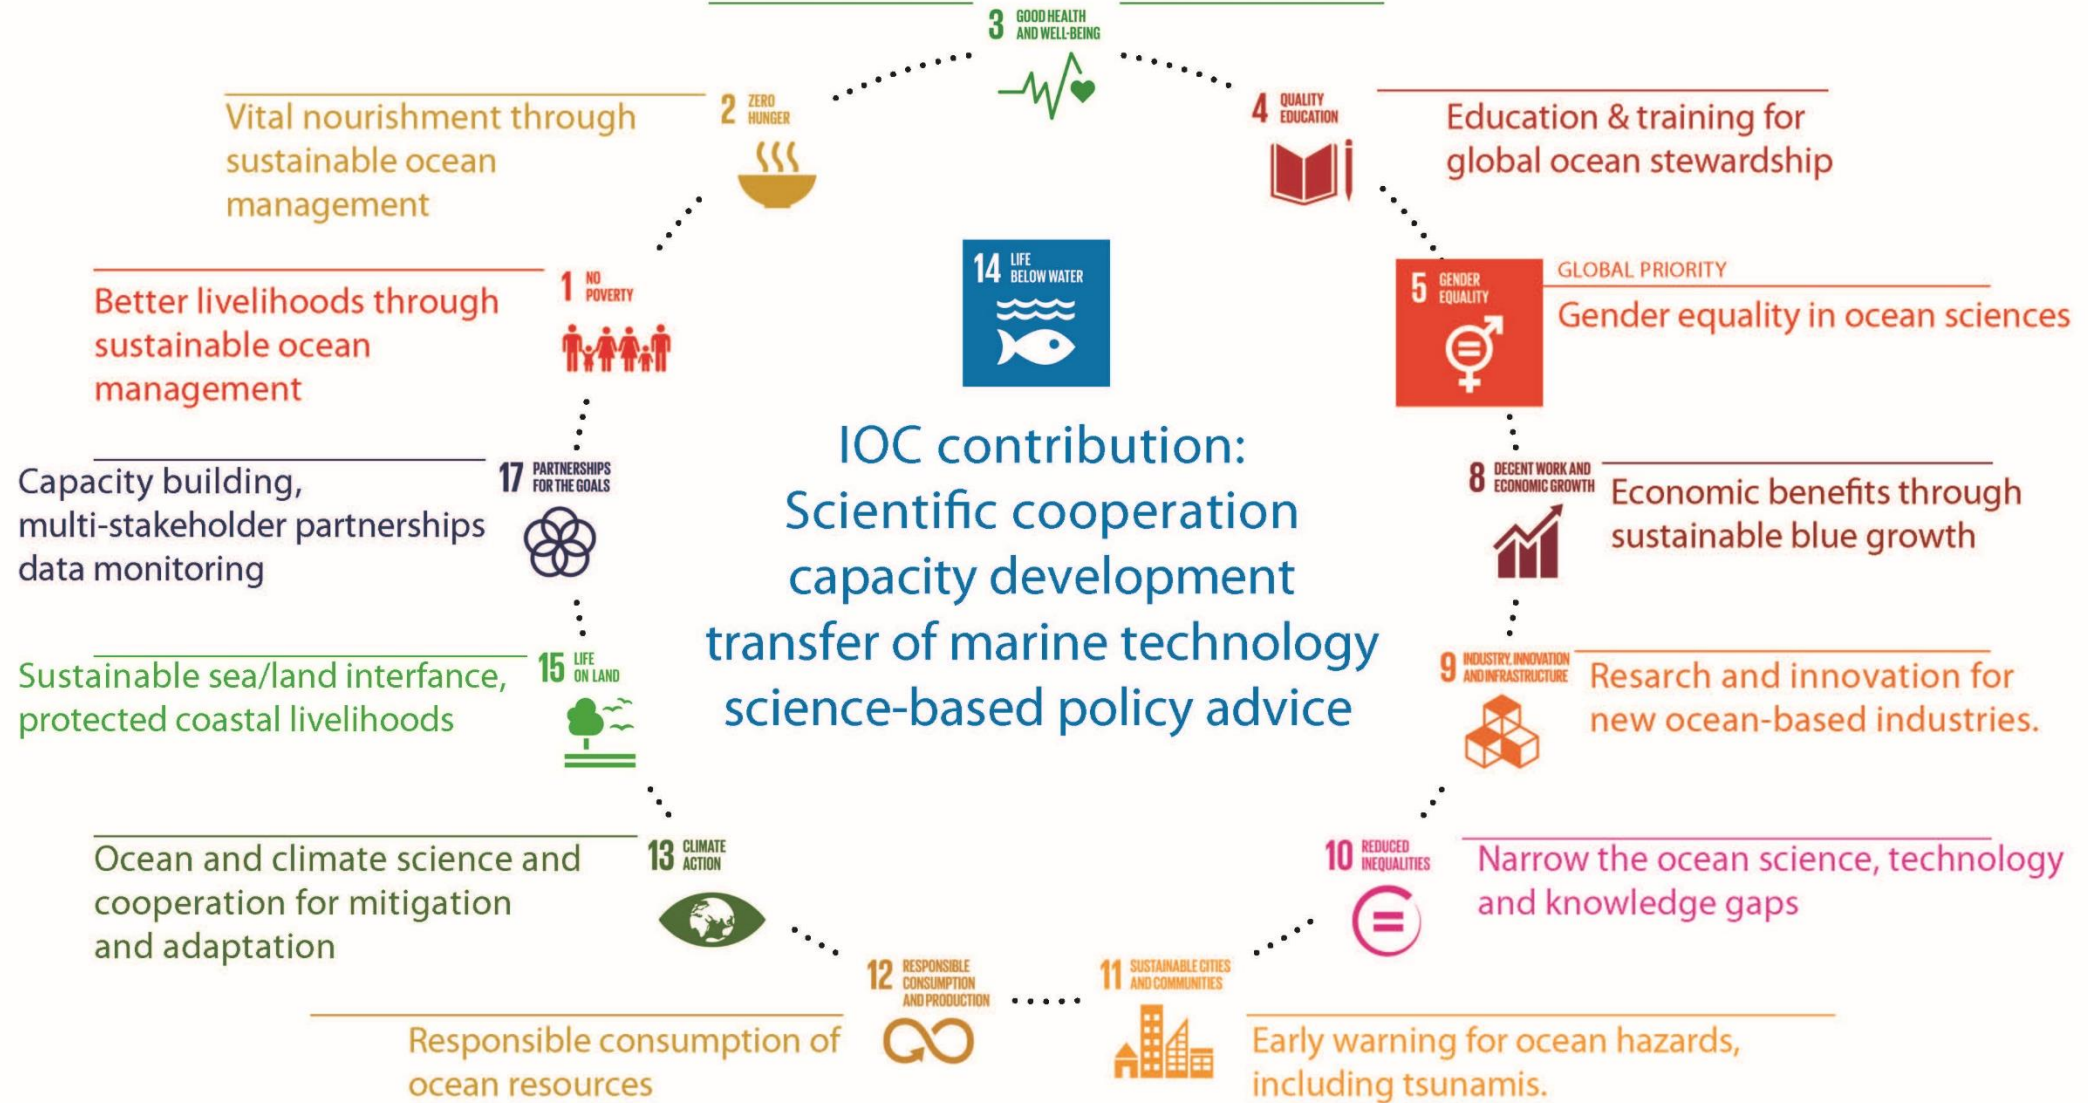 3 GOOD HEALTH
AND WELL-BEING
2 ZERO
HUNGER
Vital nourishment through
sustainable ocean
management
4 QUALITY
EDUCATION
Education & training for
global ocean stewardship
14 LIFE
BELOW WATER
5 GENDER
EQUALITY
GLOBAL PRIORITY
Gender equality in ocean sciences
1 NO
POVERTY
Better livelihoods through
sustainable ocean
management
IOC contribution:
Scientific cooperation
capacity development
transfer of marine technology
science-based policy advice
17 PARTNERSHIPS
FOR THE GOALS
Capacity building,
multi-stakeholder partnerships
data monitoring
8 DECENT WORK AND
ECONOMIC GROWTH
Economic benefits through
sustainable blue growth
15 LIFE
ON LAND
Sustainable sea/land interfance,
protected coastal livelihoods
9 INDUSTRY, INNOVATION
AND INFRASTRUCTURE
Resarch and innovation for
new ocean-based industries.
13 CLIMATE
ACTION
Ocean and climate science and
cooperation for mitigation
and adaptation
10 REDUCED
INEQUALITIES
Narrow the ocean science, technology
and knowledge gaps
12 RESPONSIBLE
CONSUMPTION
AND PRODUCTION
Responsible consumption of
ocean resources
11 SUSTAINABLE CITIES
AND COMMUNITIES
Early warning for ocean hazards,
including tsunamis.